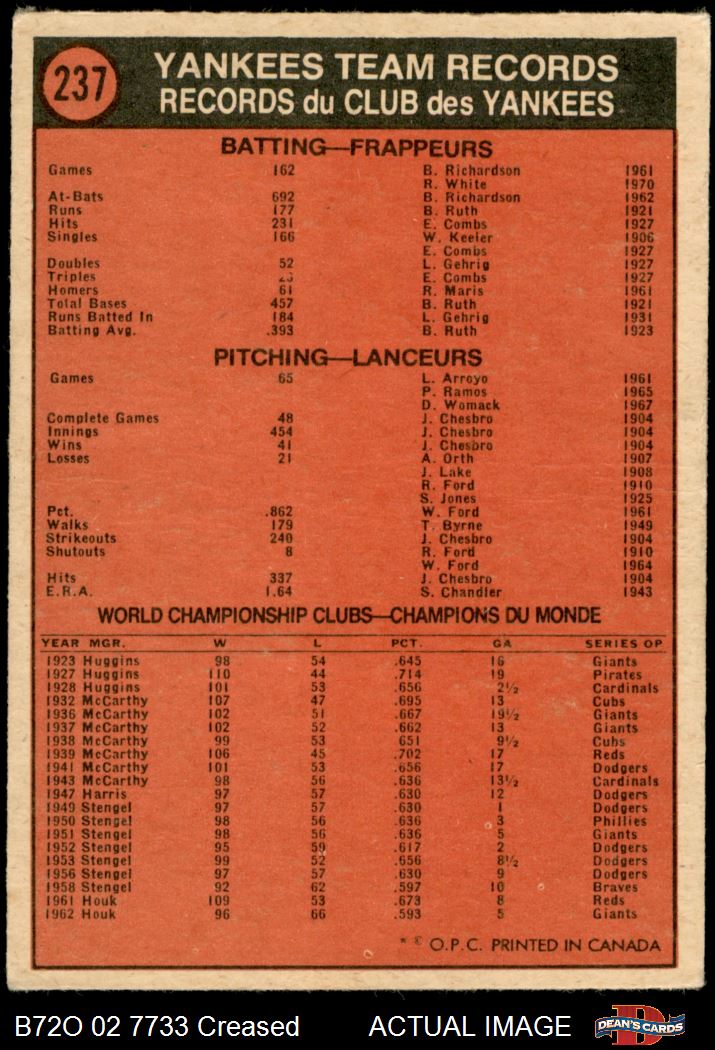 237
YANKEES TEAM RECORDS
RECORDS du CLUB des YANKEES
BATTING—FRAPPEURS
Games 162 B. Richardson 1961
R. White 1970
At-Bats 692 B. Richardson 1962
Runs 177 B. Ruth 1921
Hits 231 E. Combs 1927
Singles 166 W. Keeler 1906
E. Combs 1927
Doubles 52 L. Gehrig 1927
Triples 23 E. Combs 1927
Homers 61 R. Maris 1961
Total Bases 457 B. Ruth 1921
Runs Batted In 184 L. Gehrig 1931
Batting Avg. .393 B. Ruth 1923
PITCHING—LANCEURS
Games 65 L. Arroyo 1961
P. Ramos 1965
D. Womack 1967
Complete Games 48 J. Chesbro 1904
Innings 454 J. Chesbro 1904
Wins 41 J. Chesbro 1904
Losses 21 A. Orth 1907
J. Lake 1908
R. Ford 1910
S. Jones 1925
Pct. .862 W. Ford 1961
Walks 179 T. Byrne 1949
Strikeouts 240 J. Chesbro 1904
Shutouts 8 R. Ford 1910
W. Ford 1964
Hits 337 J. Chesbro 1904
E.R.A. 1.64 S. Chandler 1943
WORLD CHAMPIONSHIP CLUBS—CHAMPIONS DU MONDE
YEAR MGR. W L PCT. GA SERIES OP
1923 Huggins 98 54 .645 16 Giants
1927 Huggins 110 44 .714 19 Pirates
1928 Huggins 101 53 .656 2½ Cardinals
1932 McCarthy 107 47 .695 13 Cubs
1936 McCarthy 102 51 .667 19½ Giants
1937 McCarthy 102 52 .662 13 Giants
1938 McCarthy 99 53 651 9½ Cubs
1939 McCarthy 106 45 .702 17 Reds
1941 McCarthy 101 53 .656 17 Dodgers
1943 McCarthy 98 56 .636 13½ Cardinals
1947 Harris 97 57 .630 12 Dodgers
1949 Stengel 97 57 .630 1 Dodgers
1950 Stengel 98 56 .636 3 Phillies
1951 Stengel 98 56 .636 5 Giants
1952 Stengel 95 59 .617 2 Dodgers
1953 Stengel 99 52 .656 8½ Dodgers
1956 Stengel 97 57 .630 9 Dodgers
1958 Stengel 92 62 .597 10 Braves
1961 Houk 109 53 .673 8 Reds
1962 Houk 96 66 .593 5 Giants
* © O.P.C. PRINTED IN CANADA
B72O 02 7733 Creased ACTUAL IMAGE DEAN'S CARDS